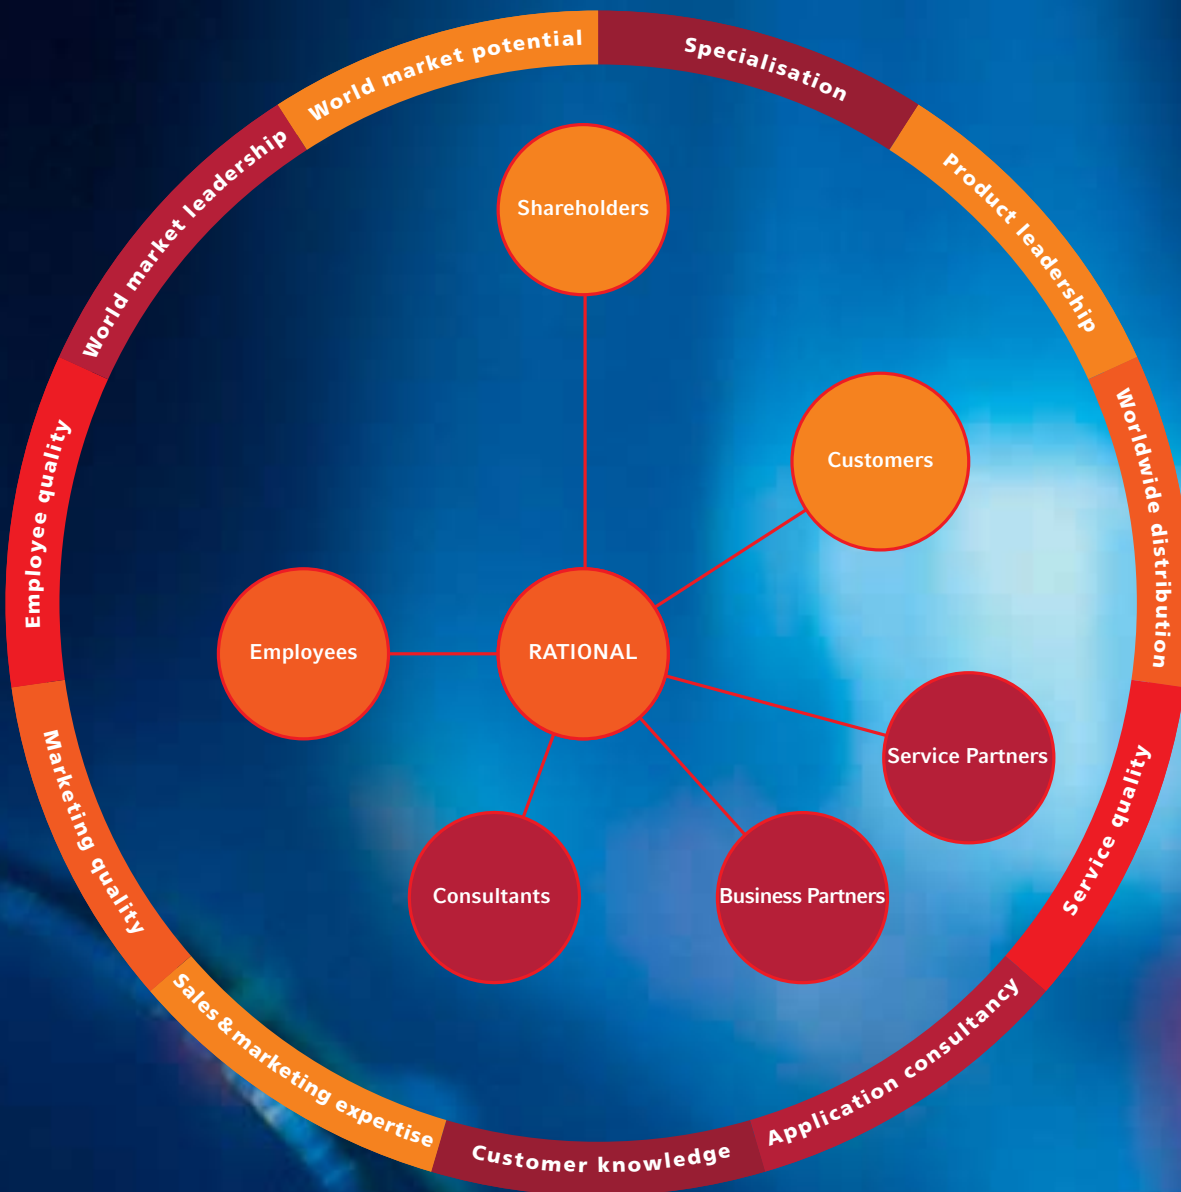 World market potential
Specialisation
Product leadership
Worldwide distribution
Service quality
Application consultancy
Customer knowledge
Sales & marketing expertise
Marketing quality
Employee quality
World market leadership
Shareholders
Customers
Employees
RATIONAL
Service Partners
Consultants
Business Partners